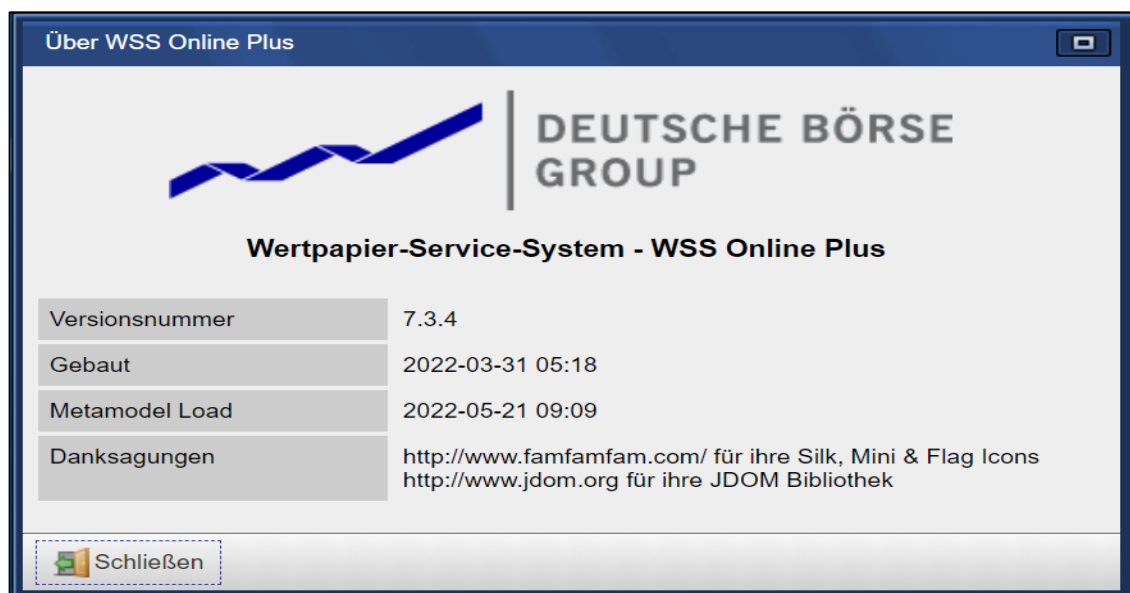 Über WSS Online Plus
DEUTSCHE BÖRSE
GROUP
Wertpapier-Service-System - WSS Online Plus
Versionsnummer 7.3.4
Gebaut 2022-03-31 05:18
Metamodel Load 2022-05-21 09:09
Danksagungen http://www.famfamfam.com/ für ihre Silk, Mini & Flag Icons
http://www.jdom.org für ihre JDOM Bibliothek
Schließen